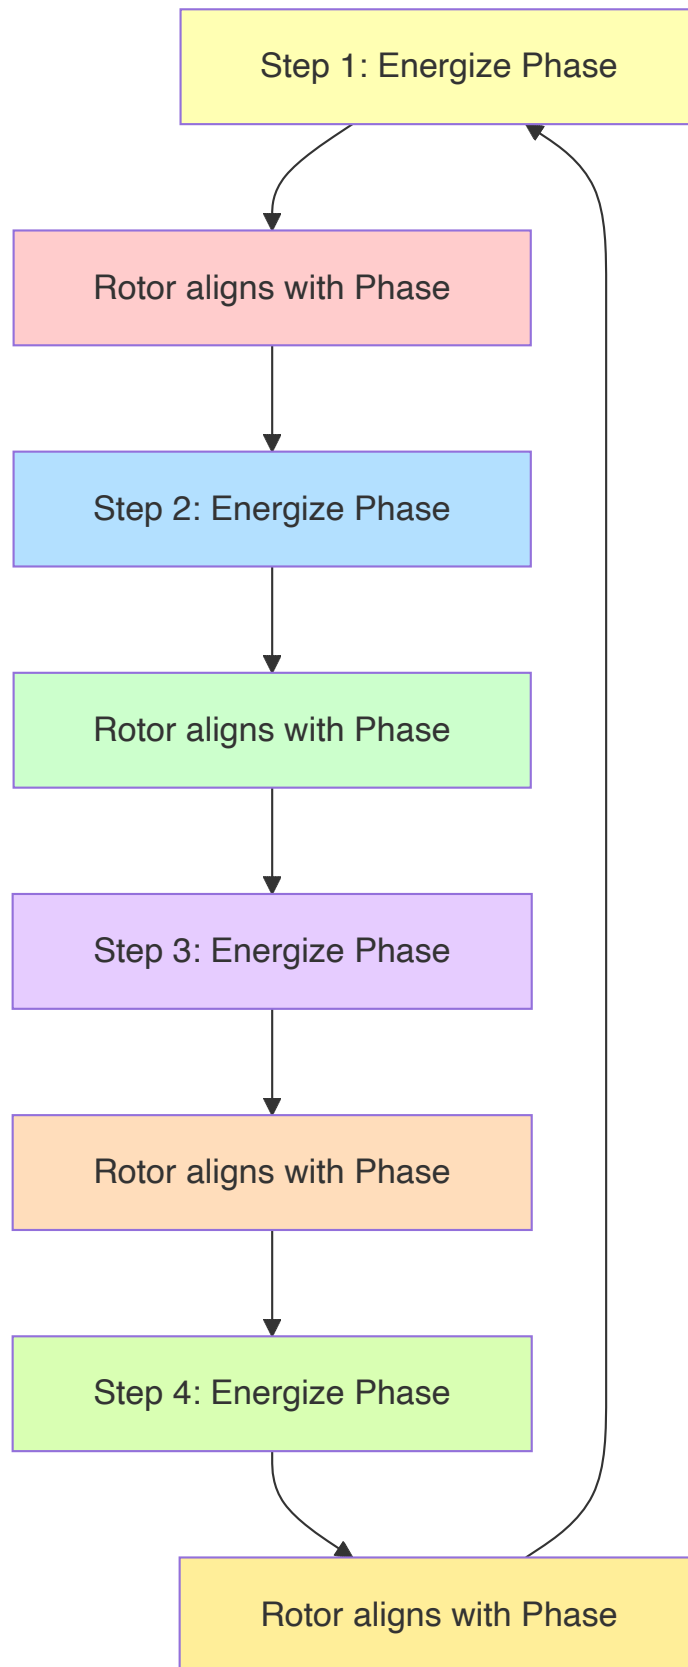 Step 1: Energize Phase
Rotor aligns with Phase
Step 2: Energize Phase
Rotor aligns with Phase
Step 3: Energize Phase
Rotor aligns with Phase
Step 4: Energize Phase
Rotor aligns with Phase